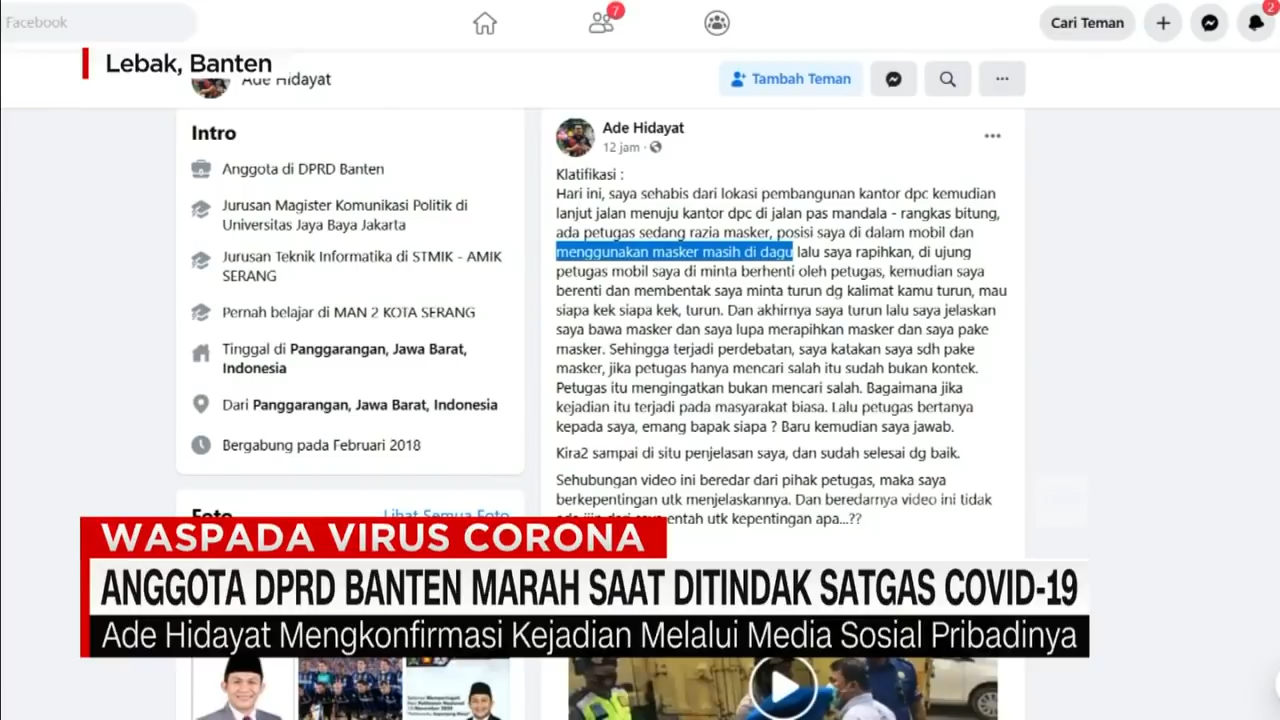 Facebook
7
Cari Teman
2
Lebak, Banten
Ade Hidayat
Tambah Teman
Intro
Anggota di DPRD Banten
Jurusan Magister Komunikasi Politik di
Universitas Jaya Baya Jakarta
Jurusan Teknik Informatika di STMIK - AMIK
SERANG
Pernah belajar di MAN 2 KOTA SERANG
Tinggal di Panggarangan, Jawa Barat,
Indonesia
Dari Panggarangan, Jawa Barat, Indonesia
Bergabung pada Februari 2018
Foto
Lihat Semua Foto
Ade Hidayat
12 jam ·
Klatifikasi :
Hari ini, saya sehabis dari lokasi pembangunan kantor dpc kemudian
lanjut jalan menuju kantor dpc di jalan pas mandala - rangkas bitung,
ada petugas sedang razia masker, posisi saya di dalam mobil dan
menggunakan masker masih di dagu lalu saya rapihkan, di ujung
petugas mobil saya di minta berhenti oleh petugas, kemudian saya
berenti dan membentak saya minta turun dg kalimat kamu turun, mau
siapa kek siapa kek, turun. Dan akhirnya saya turun lalu saya jelaskan
saya bawa masker dan saya lupa merapihkan masker dan saya pake
masker. Sehingga terjadi perdebatan, saya katakan saya sdh pake
masker, jika petugas hanya mencari salah itu sudah bukan kontek.
Petugas itu mengingatkan bukan mencari salah. Bagaimana jika
kejadian itu terjadi pada masyarakat biasa. Lalu petugas bertanya
kepada saya, emang bapak siapa ? Baru kemudian saya jawab.
Kira2 sampai di situ penjelasan saya, dan sudah selesai dg baik.
Sehubungan video ini beredar dari pihak petugas, maka saya
berkepentingan utk menjelaskannya. Dan beredarnya video ini tidak
entah utk kepentingan apa...??
WASPADA VIRUS CORONA
ANGGOTA DPRD BANTEN MARAH SAAT DITINDAK SATGAS COVID-19
Ade Hidayat Mengkonfirmasi Kejadian Melalui Media Sosial Pribadinya